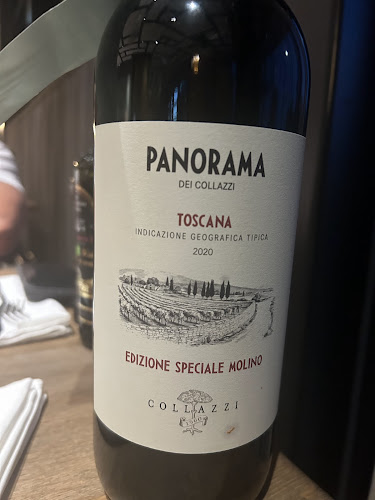 PANORAMA
DEI COLLAZZI
TOSCANA
INDICAZIONE GEOGRAFICA TIPICA
2020
EDIZIONE SPECIALE MOLINO
COLLAZZI